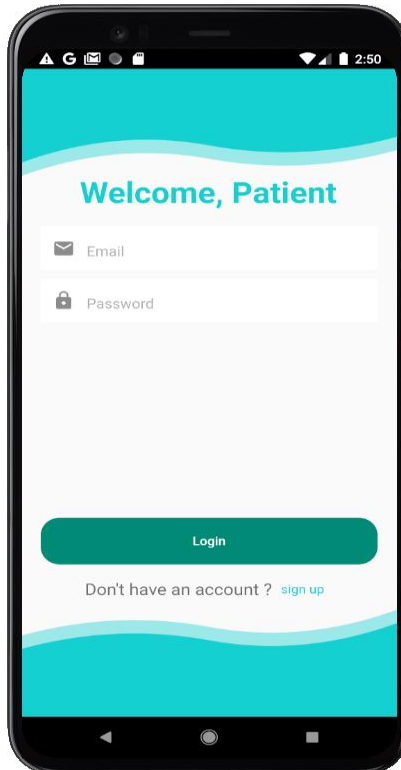 G 2:50
Welcome, Patient
Email
Password
Login
Don't have an account ? sign up